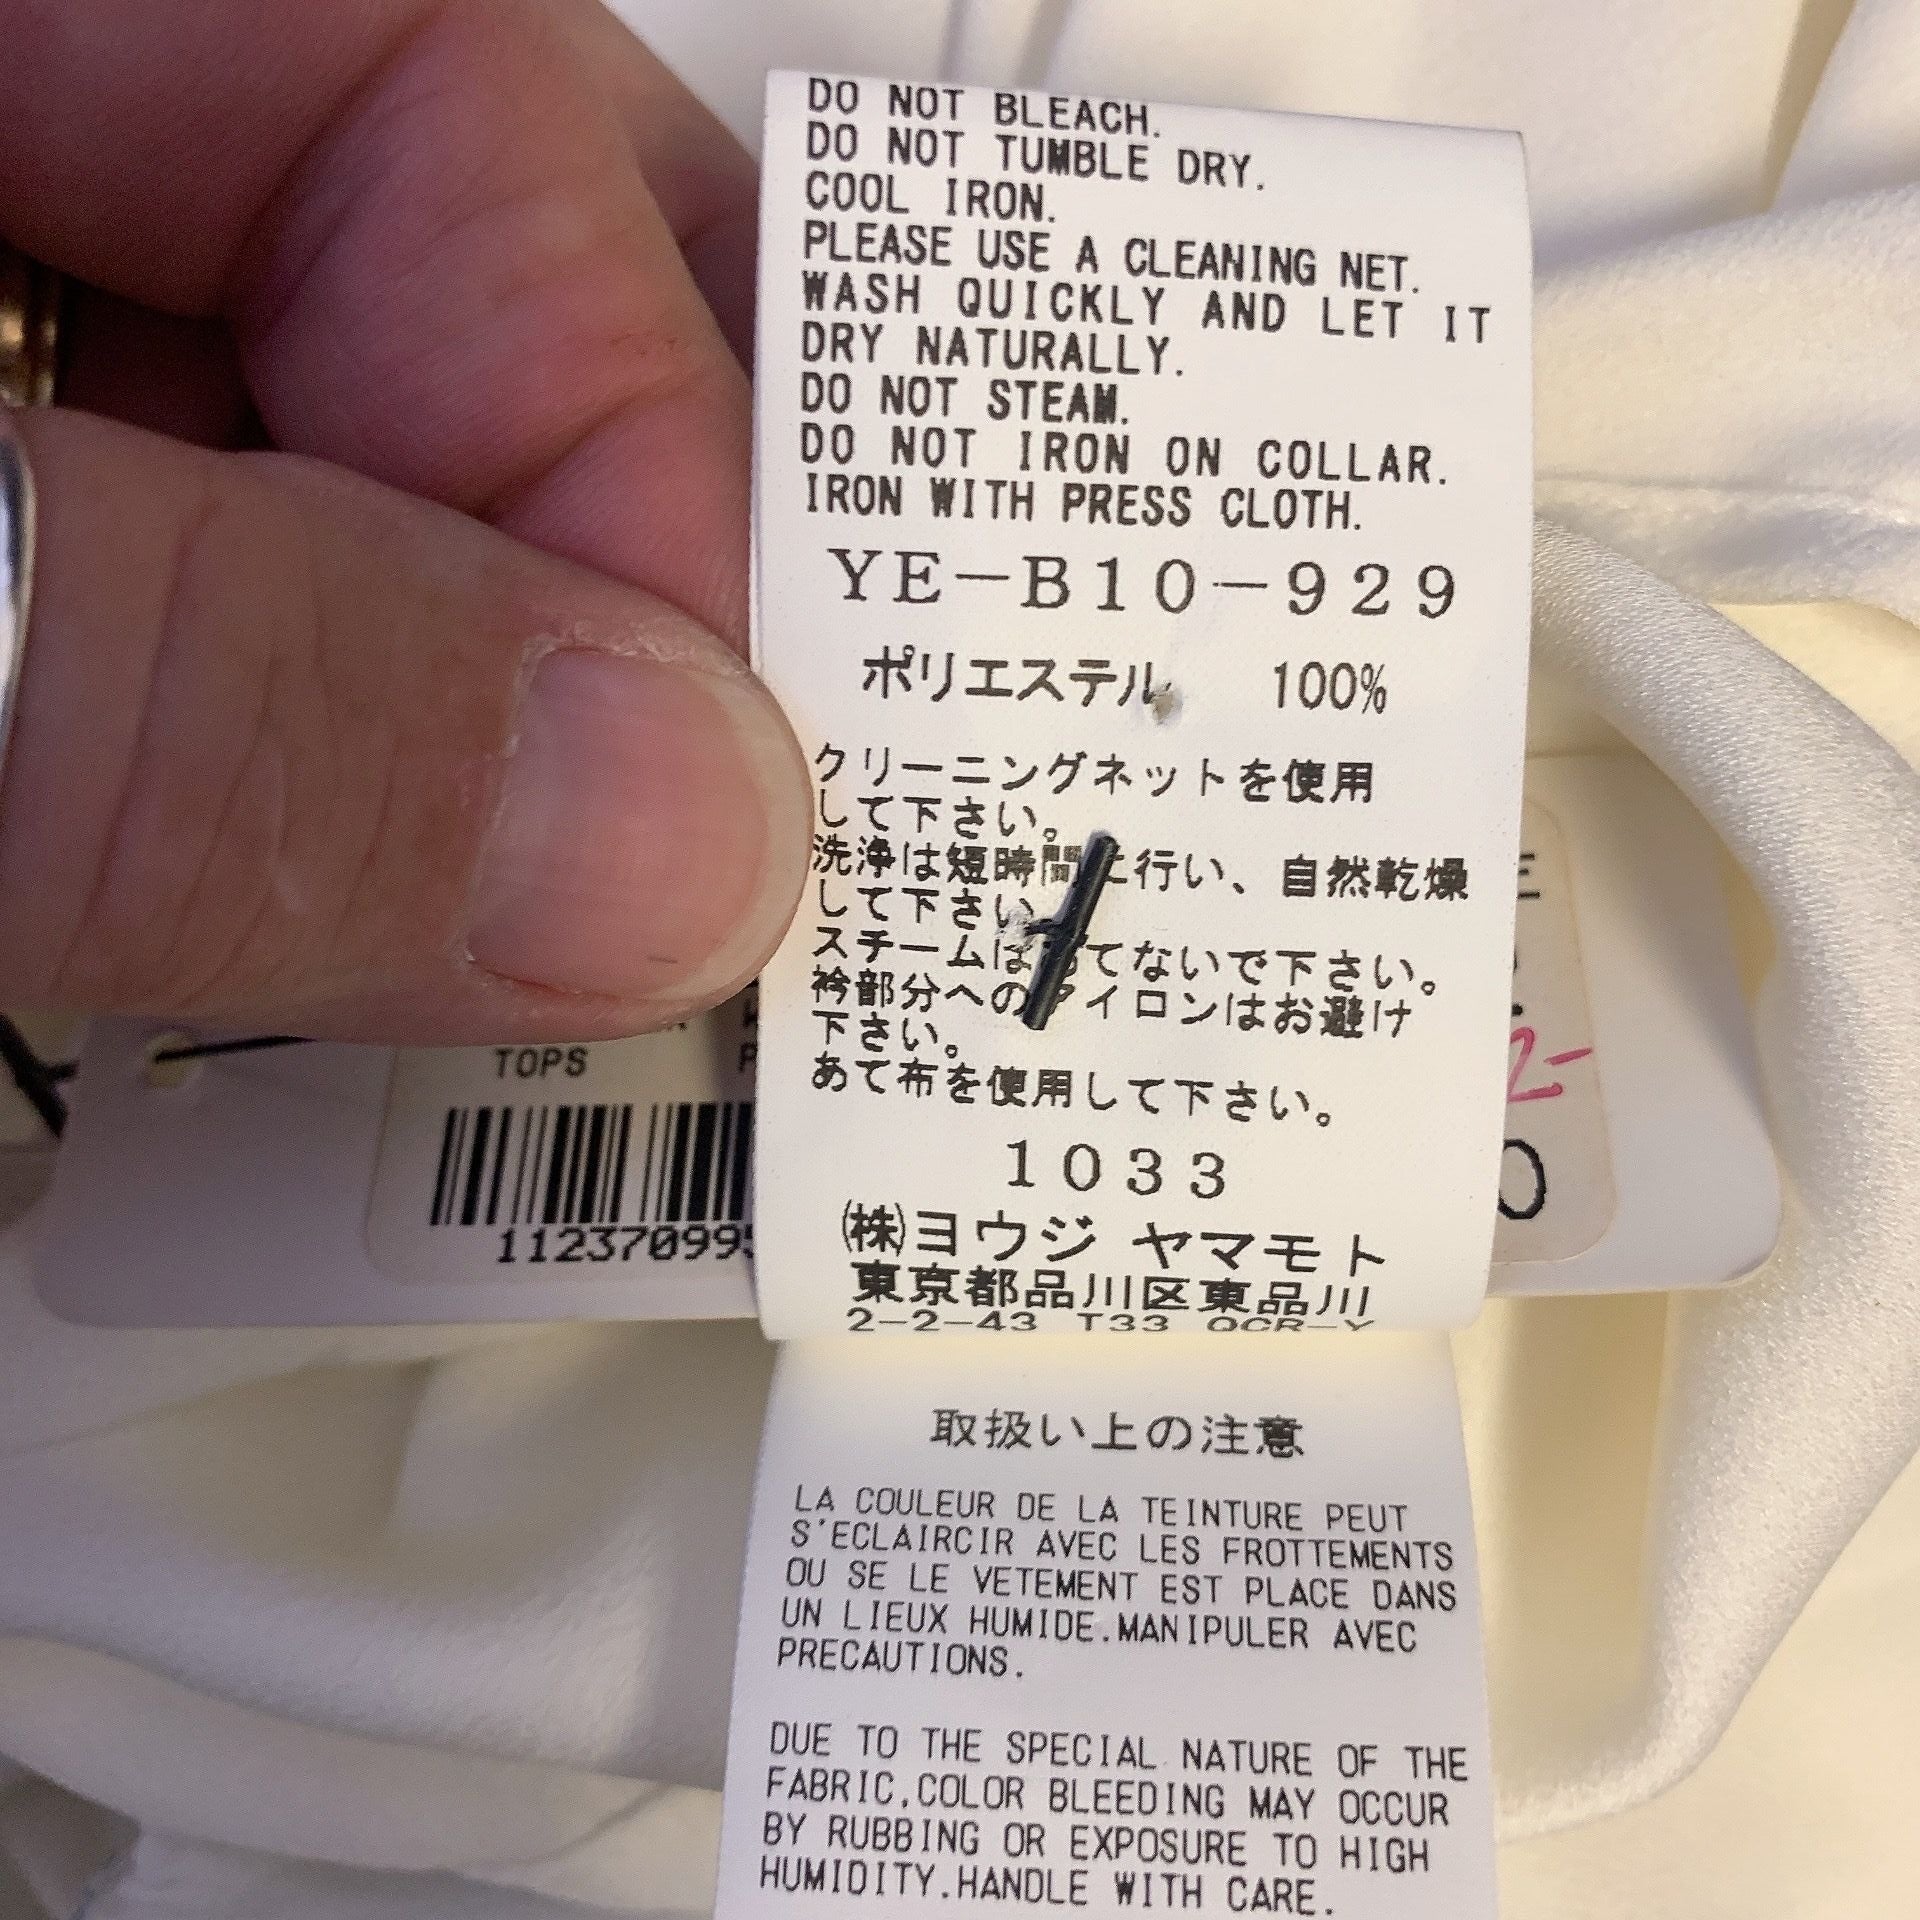 DO NOT BLEACH.
DO NOT TUMBLE DRY.
COOL IRON.
PLEASE USE A CLEANING NET.
WASH QUICKLY AND LET IT
DRY NATURALLY.
DO NOT STEAM.
DO NOT IRON ON COLLAR.
IRON WITH PRESS CLOTH.
YE-B10-929
ポリエステル 100%
クリーニングネットを使用
して下さい。
洗浄は短時間に行い、自然乾燥
して下さい
スチームは てないで下さい。
衿部分へのアイロンはお避け
下さい。
あて布を使用して下さい。
1033
㈱ヨウジ ヤマモト
東京都品川区東品川
2-2-43 T33 OCR-Y
TOPS
112370995
2-
0
取扱い上の注意
LA COULEUR DE LA TEINTURE PEUT
S'ECLAIRCIR AVEC LES FROTTEMENTS
OU SE LE VETEMENT EST PLACE DANS
UN LIEUX HUMIDE.MANIPULER AVEC
PRECAUTIONS.
DUE TO THE SPECIAL NATURE OF THE
FABRIC,COLOR BLEEDING MAY OCCUR
BY RUBBING OR EXPOSURE TO HIGH
HUMIDITY.HANDLE WITH CARE.